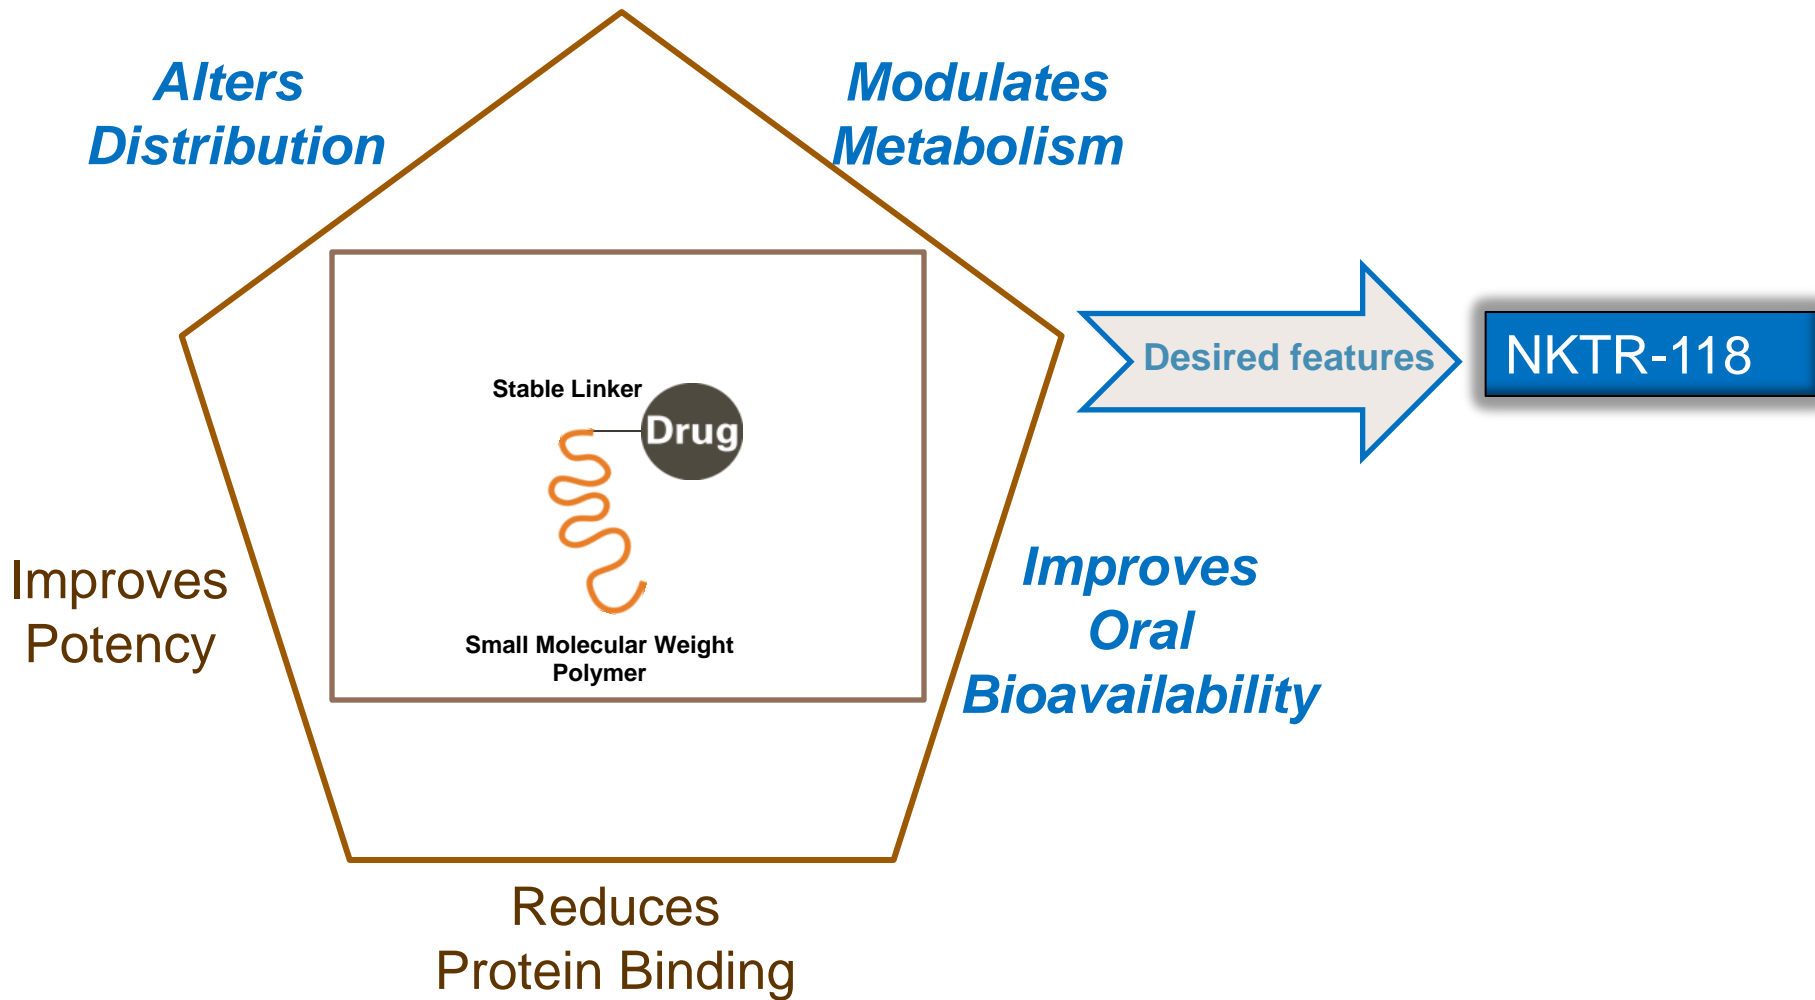 Alters
Distribution
Modulates
Metabolism
Stable Linker
Drug
Small Molecular Weight
Polymer
Desired features
NKTR-118
Improves
Potency
Improves
Oral
Bioavailability
Reduces
Protein Binding